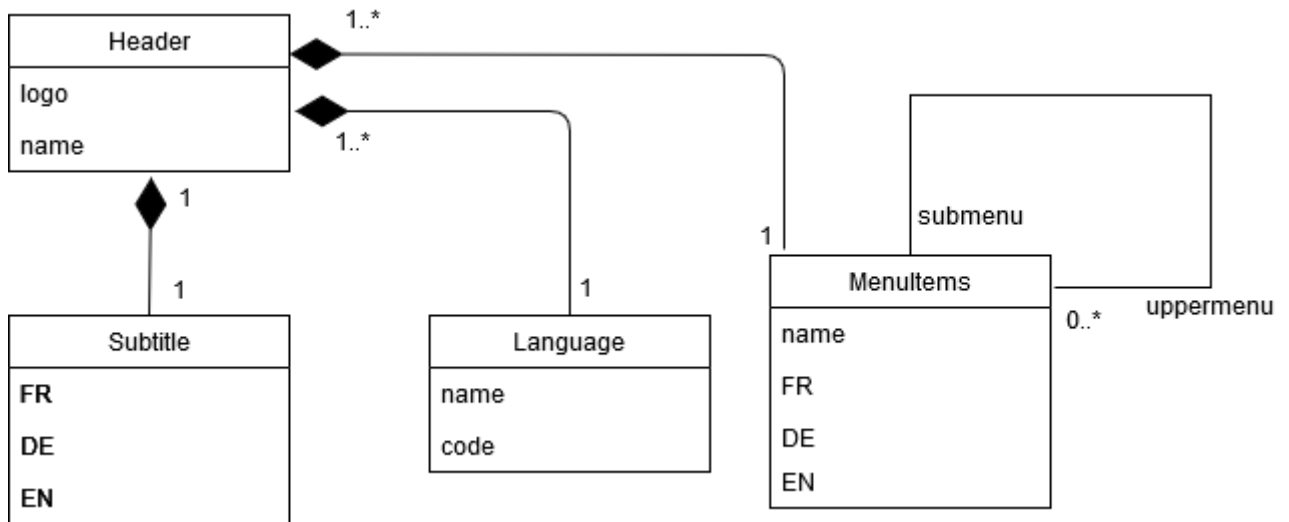 Header
logo
name
1..*
1..*
1
1
Subtitle
FR
DE
EN
1
Language
name
code
1
MenuItems
name
FR
DE
EN
submenu
uppermenu
0..*